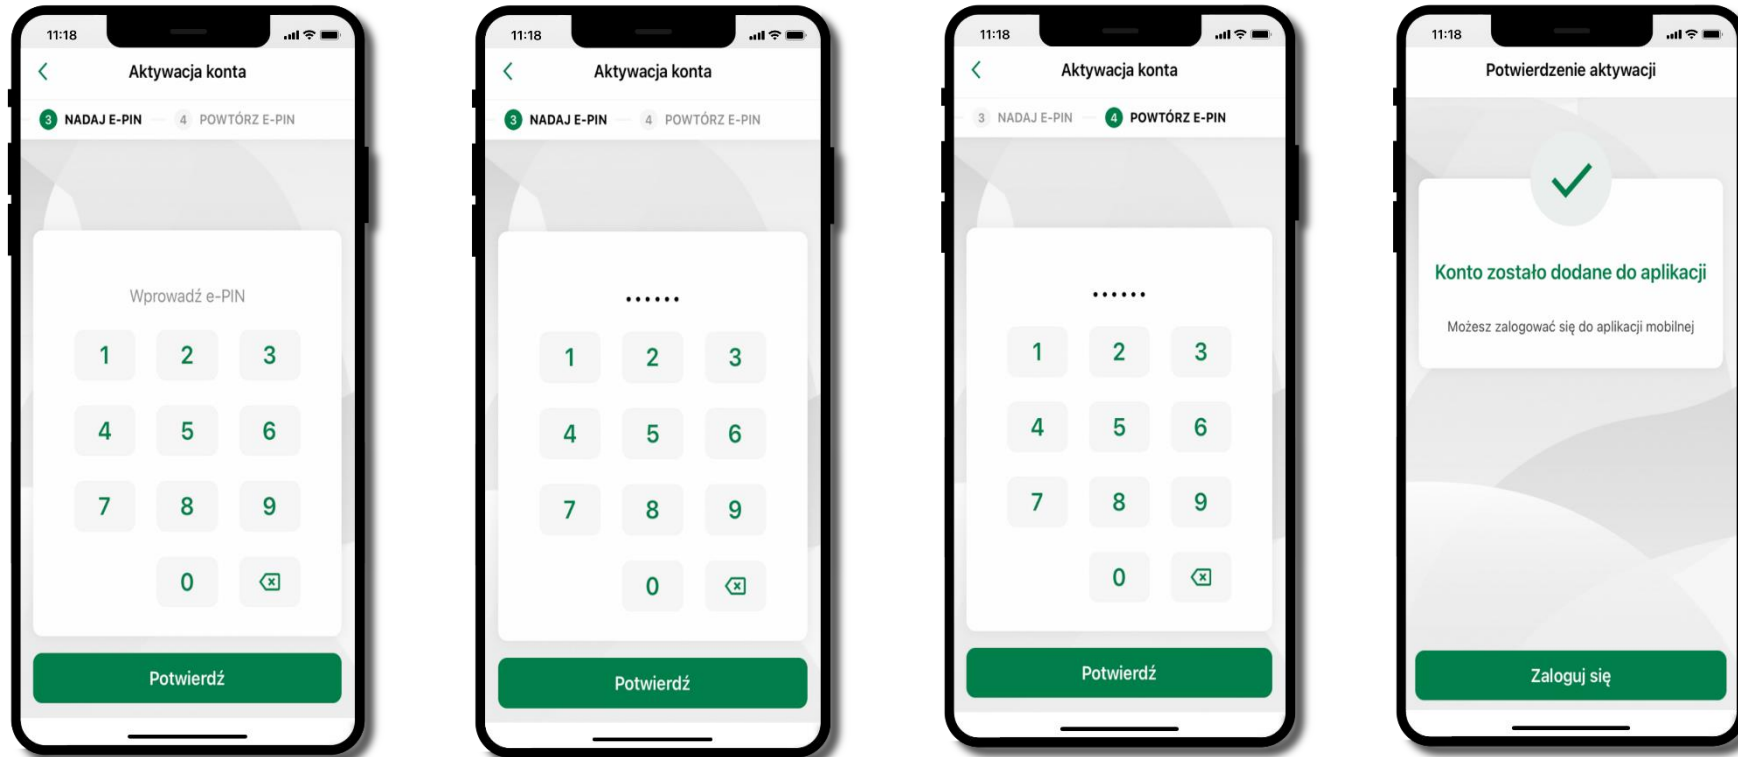 11:18
Aktywacja konta
3 NADAJ E-PIN 4 POWTÓRZ E-PIN
Wprowadź e-PIN
1 2 3
4 5 6
7 8 9
0
Potwierdź
11:18
Aktywacja konta
3 NADAJ E-PIN 4 POWTÓRZ E-PIN
••••••
1 2 3
4 5 6
7 8 9
0
Potwierdź
11:18
Aktywacja konta
3 NADAJ E-PIN 4 POWTÓRZ E-PIN
••••••
1 2 3
4 5 6
7 8 9
0
Potwierdź
11:18
Potwierdzenie aktywacji
Konto zostało dodane do aplikacji
Możesz zalogować się do aplikacji mobilnej
Zaloguj się